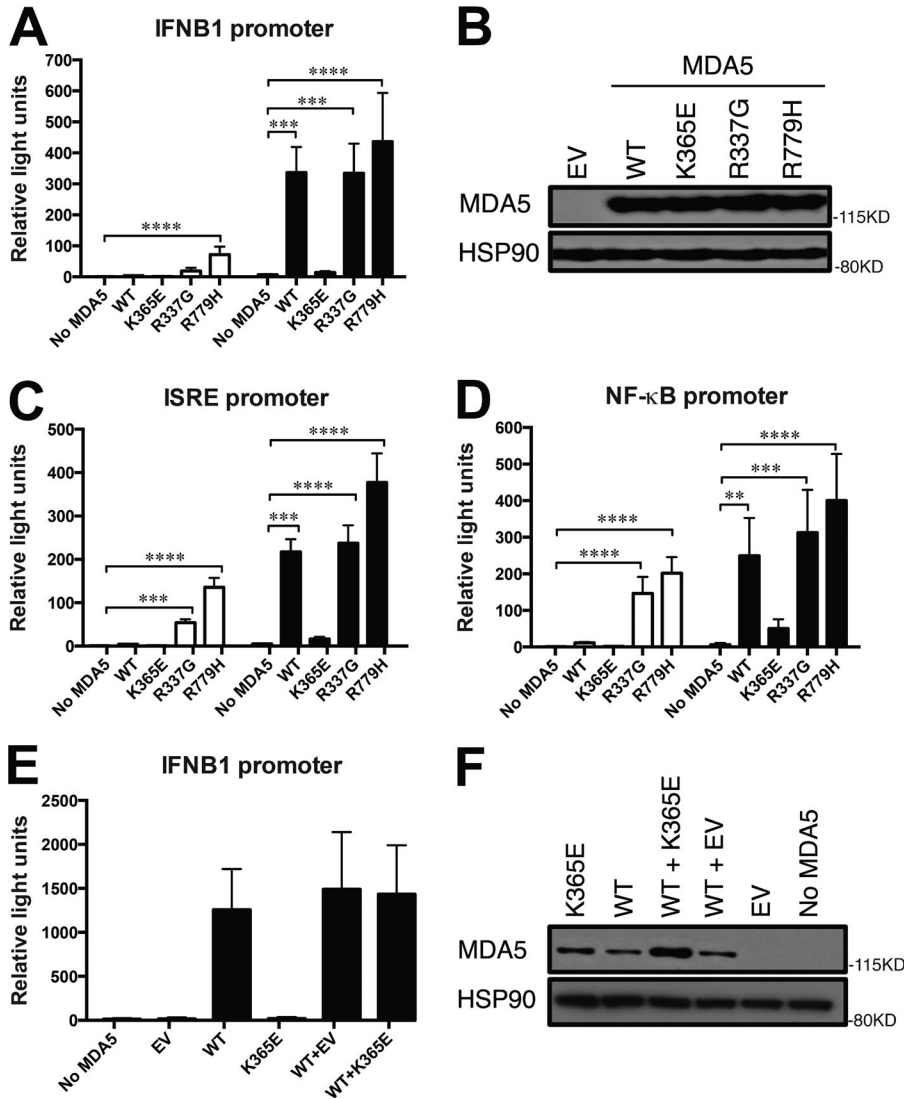 A
IFNB1 promoter
Relative light units
700
600
500
400
300
200
100
0
****
****
***
***
No MDA5
WT
K365E
R337G
R779H
No MDA5
WT
K365E
R337G
R779H
B
MDA5
EV
WT
K365E
R337G
R779H
MDA5
-115KD
HSP90
-80KD
C
ISRE promoter
Relative light units
500
400
300
200
100
0
****
***
****
****
***
No MDA5
WT
K365E
R337G
R779H
No MDA5
WT
K365E
R337G
R779H
D
NF-κB promoter
Relative light units
600
500
400
300
200
100
0
****
****
****
***
**
No MDA5
WT
K365E
R337G
R779H
No MDA5
WT
K365E
R337G
R779H
E
IFNB1 promoter
Relative light units
2500
2000
1500
1000
500
0
No MDA5
EV
WT
K365E
WT+EV
WT+K365E
F
K365E
WT
WT + K365E
WT + EV
EV
No MDA5
MDA5
-115KD
HSP90
-80KD